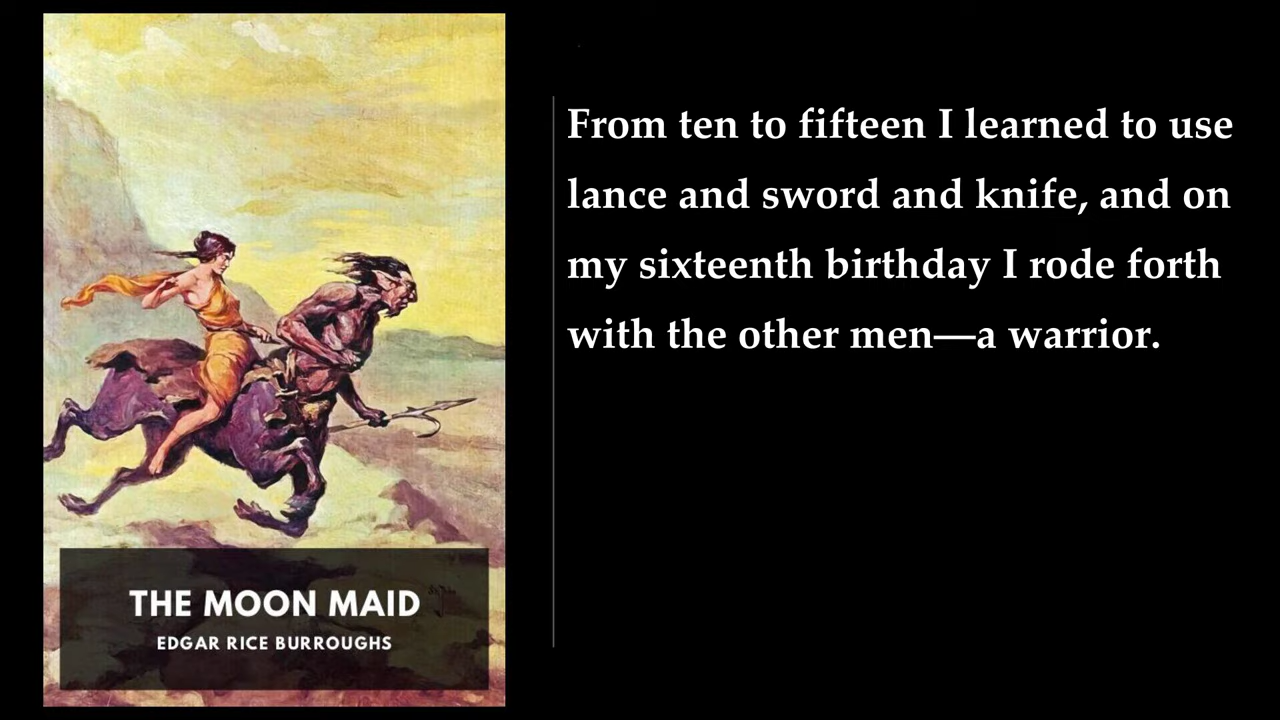 From ten to fifteen I learned to use
lance and sword and knife, and on
my sixteenth birthday I rode forth
with the other men—a warrior.
THE MOON MAID
EDGAR RICE BURROUGHS